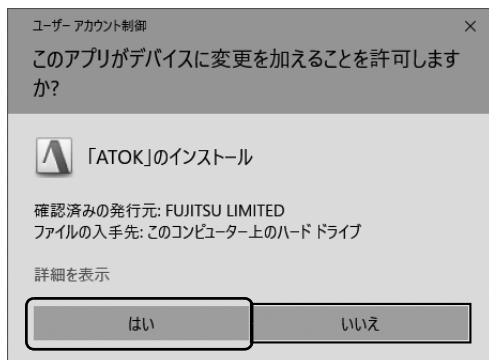 ユーザー アカウント制御
このアプリがデバイスに変更を加えることを許可します
か?
「ATOK」のインストール
確認済みの発行元: FUJITSU LIMITED
ファイルの入手先: このコンピューター上のハード ドライブ
詳細を表示
はい
いいえ